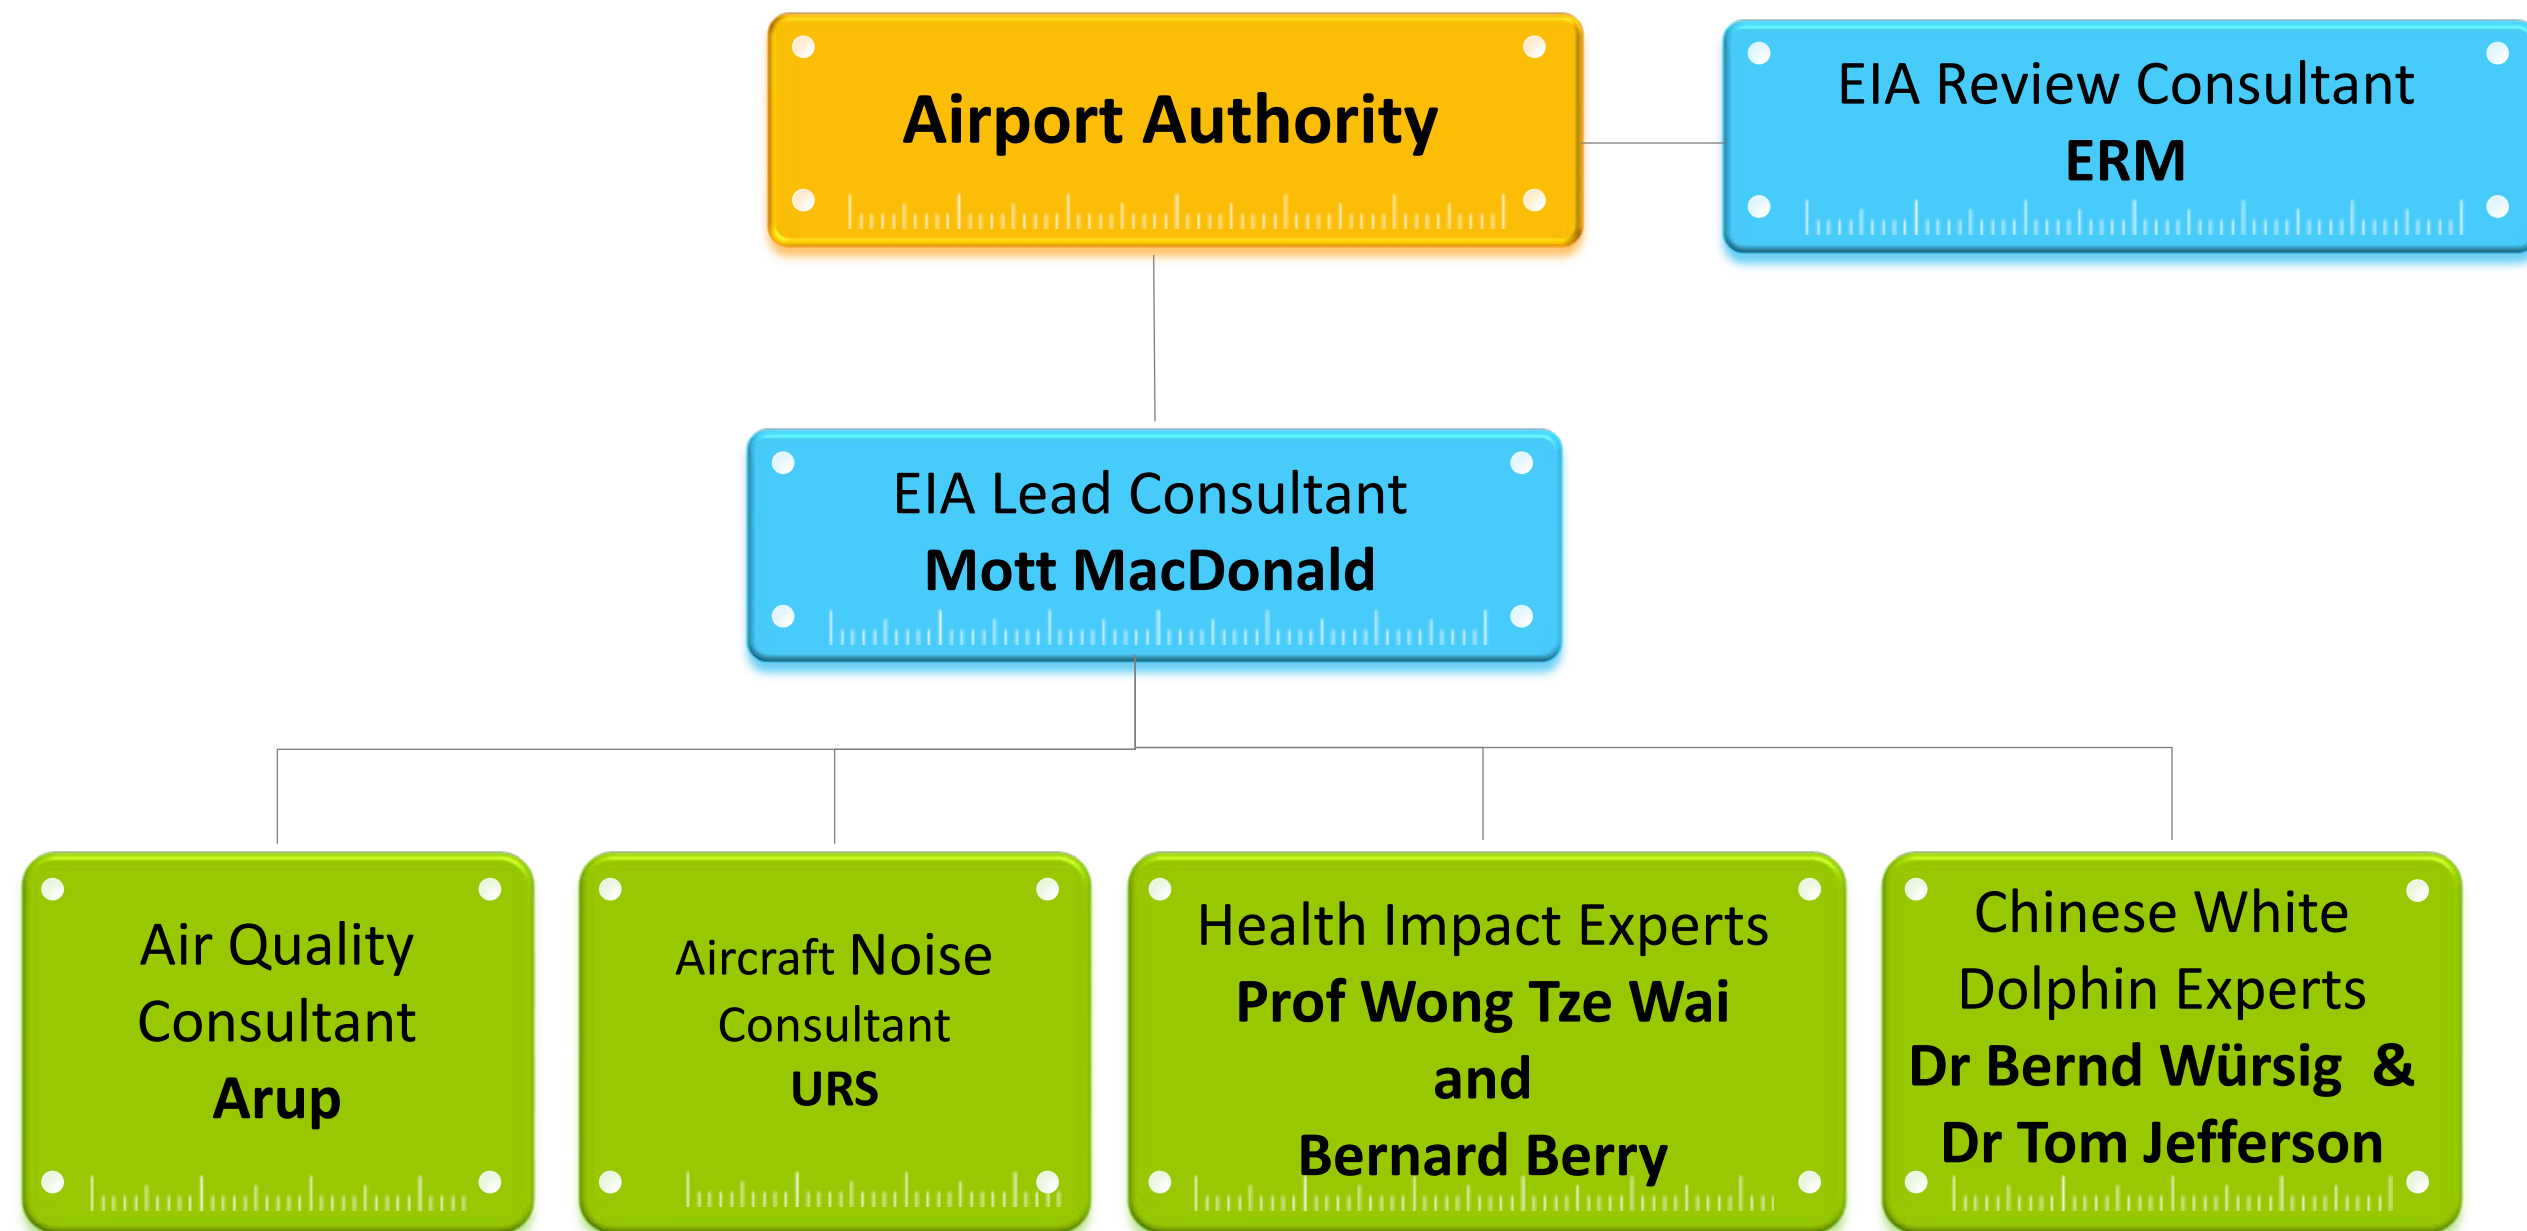 Airport Authority
EIA Review Consultant
ERM
EIA Lead Consultant
Mott MacDonald
Air Quality
Consultant
Arup
Aircraft Noise
Consultant
URS
Health Impact Experts
Prof Wong Tze Wai
and
Bernard Berry
Chinese White
Dolphin Experts
Dr Bernd Würsig &
Dr Tom Jefferson